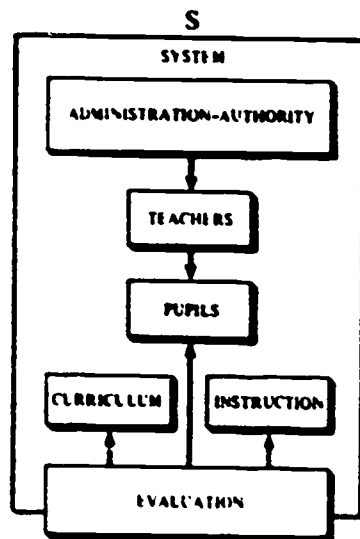 S
SYSTEM
ADMINISTRATION-AUTHORITY
TEACHERS
PUPILS
CURRICULUM
INSTRUCTION
EVALUATION